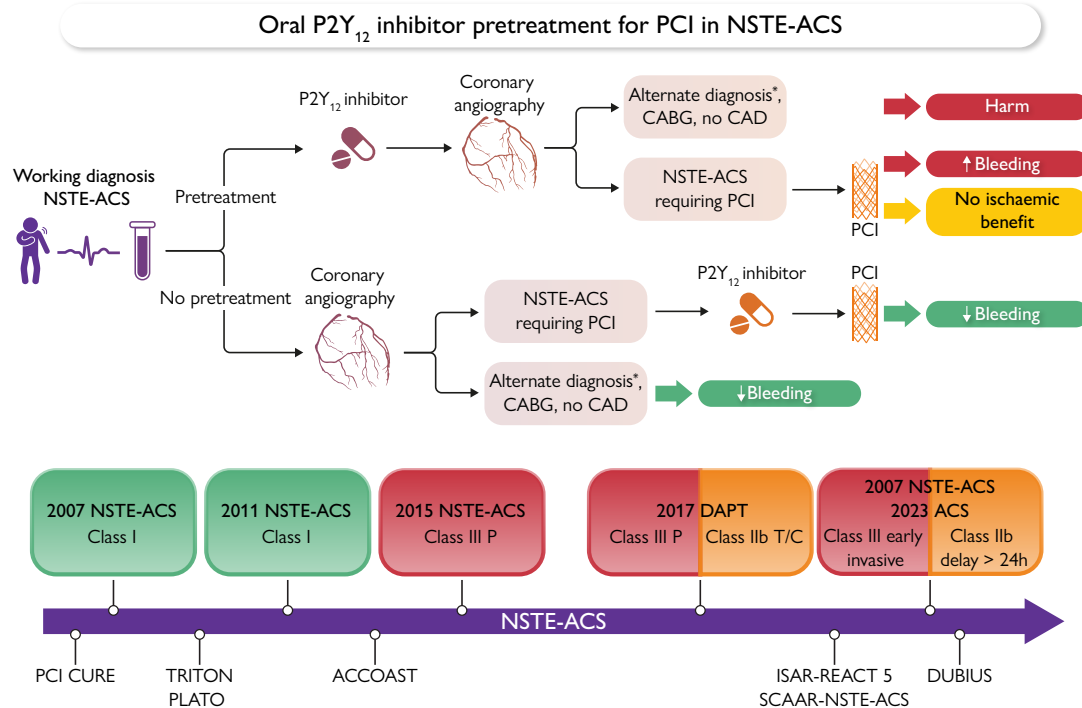 Oral P2Y12 inhibitor pretreatment for PCI in NSTE-ACS
P2Y12 inhibitor
Coronary
angiography
Alternate diagnosis*,
CABG, no CAD
Harm
Working diagnosis
NSTE-ACS
Pretreatment
NSTE-ACS
requiring PCI
PCI
↑Bleeding
No ischaemic
benefit
No pretreatment
Coronary
angiography
NSTE-ACS
requiring PCI
P2Y12 inhibitor
PCI
↓Bleeding
Alternate diagnosis*,
CABG, no CAD
↓Bleeding
2007 NSTE-ACS
Class I
2011 NSTE-ACS
Class I
2015 NSTE-ACS
Class III P
2017 DAPT
Class III P
Class IIb T/C
2007 NSTE-ACS
2023 ACS
Class III early
invasive
Class IIb
delay > 24h
NSTE-ACS
PCI CURE
TRITON
PLATO
ACCOAST
ISAR-REACT 5
SCAAR-NSTE-ACS
DUBIUS